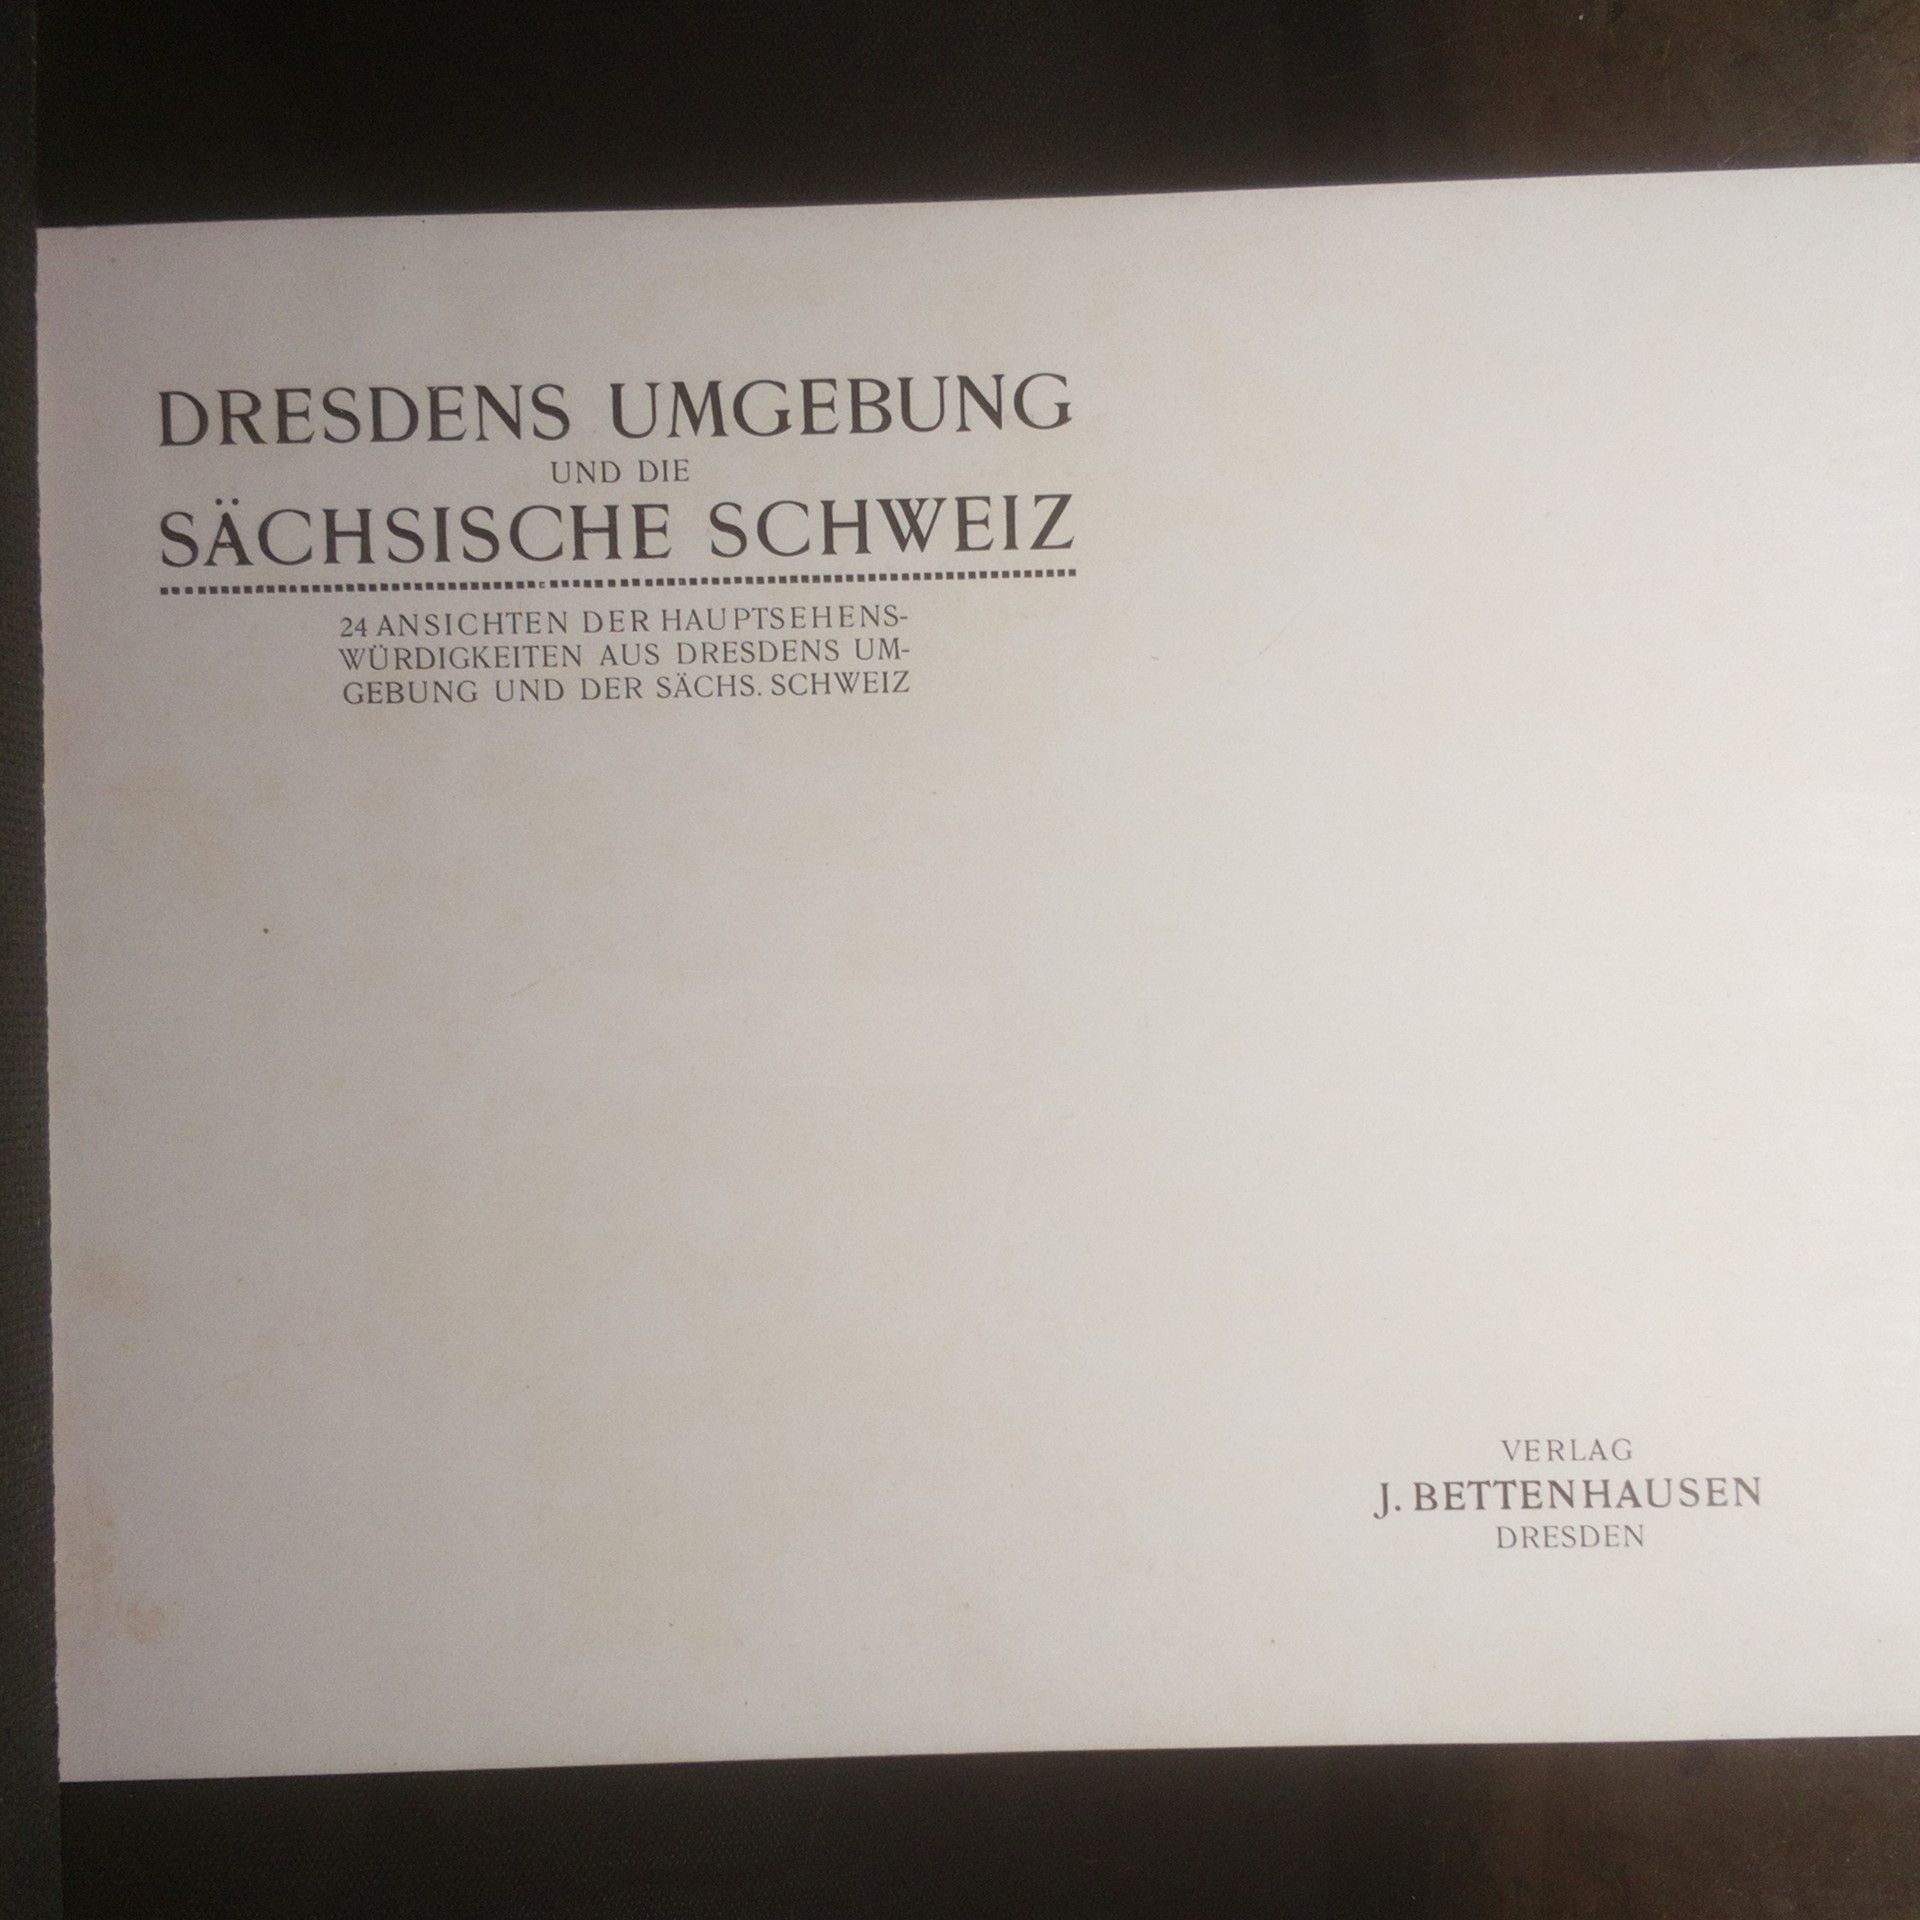 DRESDENS UMGEBUNG
UND DIE
SÄCHSISCHE SCHWEIZ
24 ANSICHTEN DER HAUPTSEHENS-
WÜRDIGKEITEN AUS DRESDENS UM-
GEBUNG UND DER SÄCHS. SCHWEIZ
VERLAG
J. BETTENHAUSEN
DRESDEN